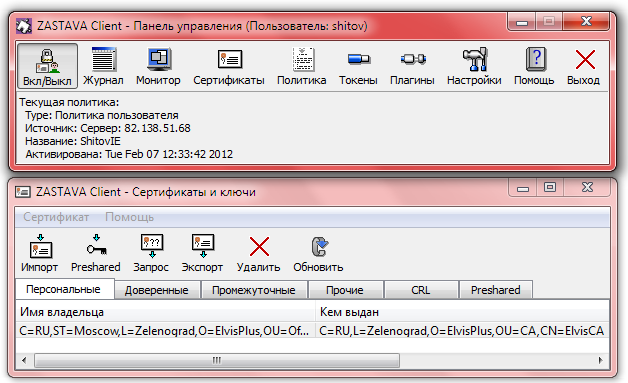 ZASTAVA Client - Панель управления (Пользователь: shitov)
Вкл/Выкл Журнал Монитор Сертификаты Политика Токены Плагины Настройки Помощь Выход
Текущая политика:
Type: Политика пользователя
Источник: Сервер: 82.138.51.68
Название: ShitovIE
Активирована: Tue Feb 07 12:33:42 2012
ZASTAVA Client - Сертификаты и ключи
Сертификат Помощь
Импорт Preshared Запрос Экспорт Удалить Обновить
Персональные Доверенные Промежуточные Прочие CRL Preshared
Имя владельца Кем выдан
C=RU,ST=Moscow,L=Zelenograd,O=ElvisPlus,OU=Of... C=RU,L=Zelenograd,O=ElvisPlus,OU=CA,CN=ElvisCA